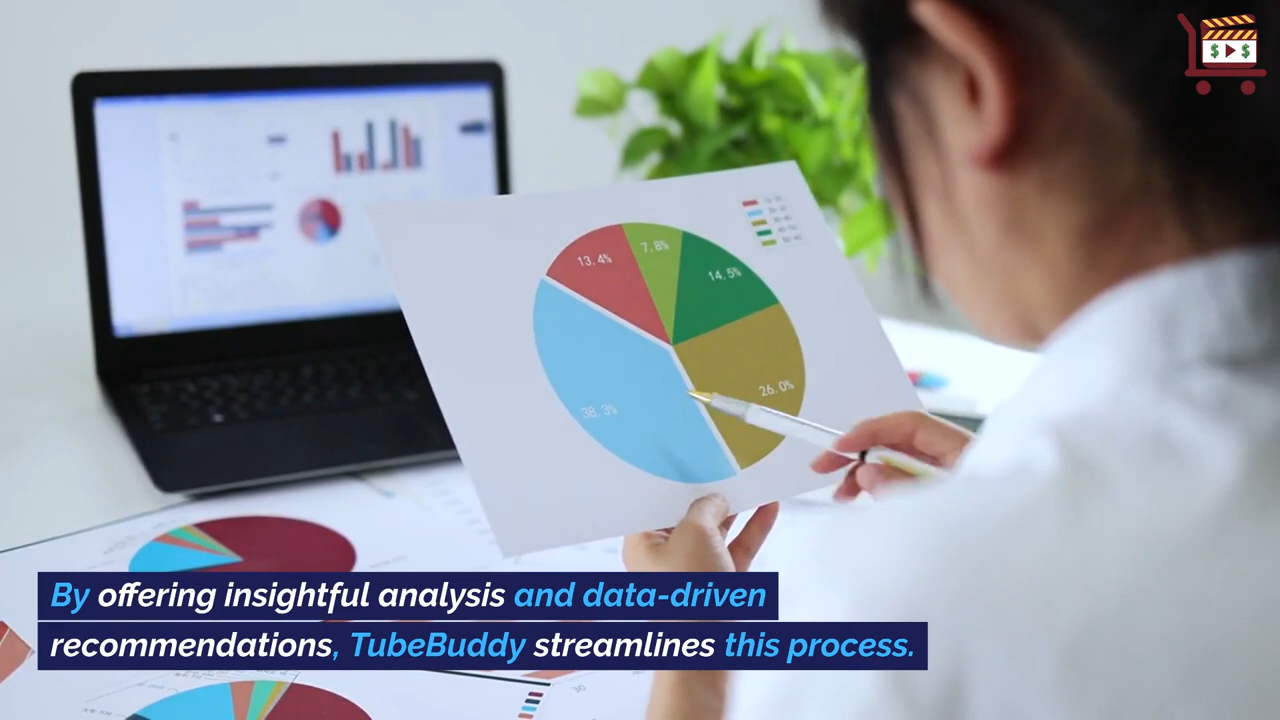 7.8%
13.4%
14.5%
26.0%
38.3%
By offering insightful analysis and data-driven
recommendations, TubeBuddy streamlines this process.